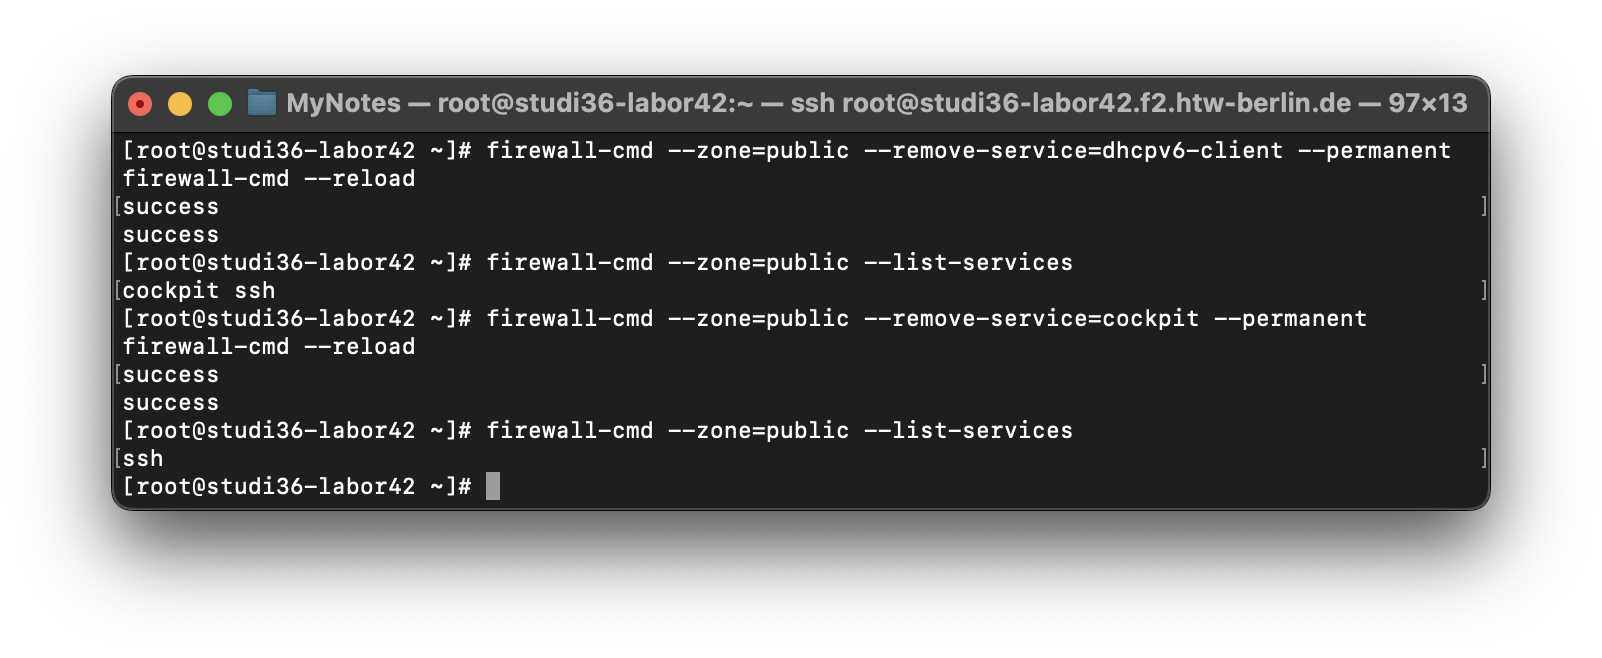 MyNotes — root@studi36-labor42:~ — ssh root@studi36-labor42.f2.htw-berlin.de — 97×13
[root@studi36-labor42 ~]# firewall-cmd --zone=public --remove-service=dhcpv6-client --permanent
firewall-cmd --reload
[success ]
success
[root@studi36-labor42 ~]# firewall-cmd --zone=public --list-services
[cockpit ssh ]
[root@studi36-labor42 ~]# firewall-cmd --zone=public --remove-service=cockpit --permanent
firewall-cmd --reload
[success ]
success
[root@studi36-labor42 ~]# firewall-cmd --zone=public --list-services
[ssh ]
[root@studi36-labor42 ~]#